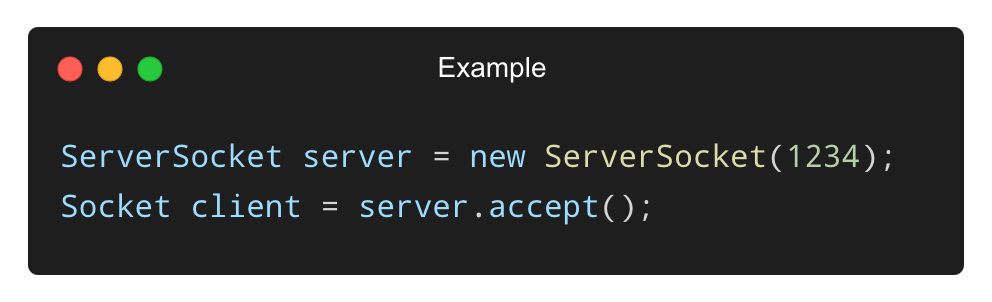 Example
ServerSocket server = new ServerSocket(1234);
Socket client = server.accept();